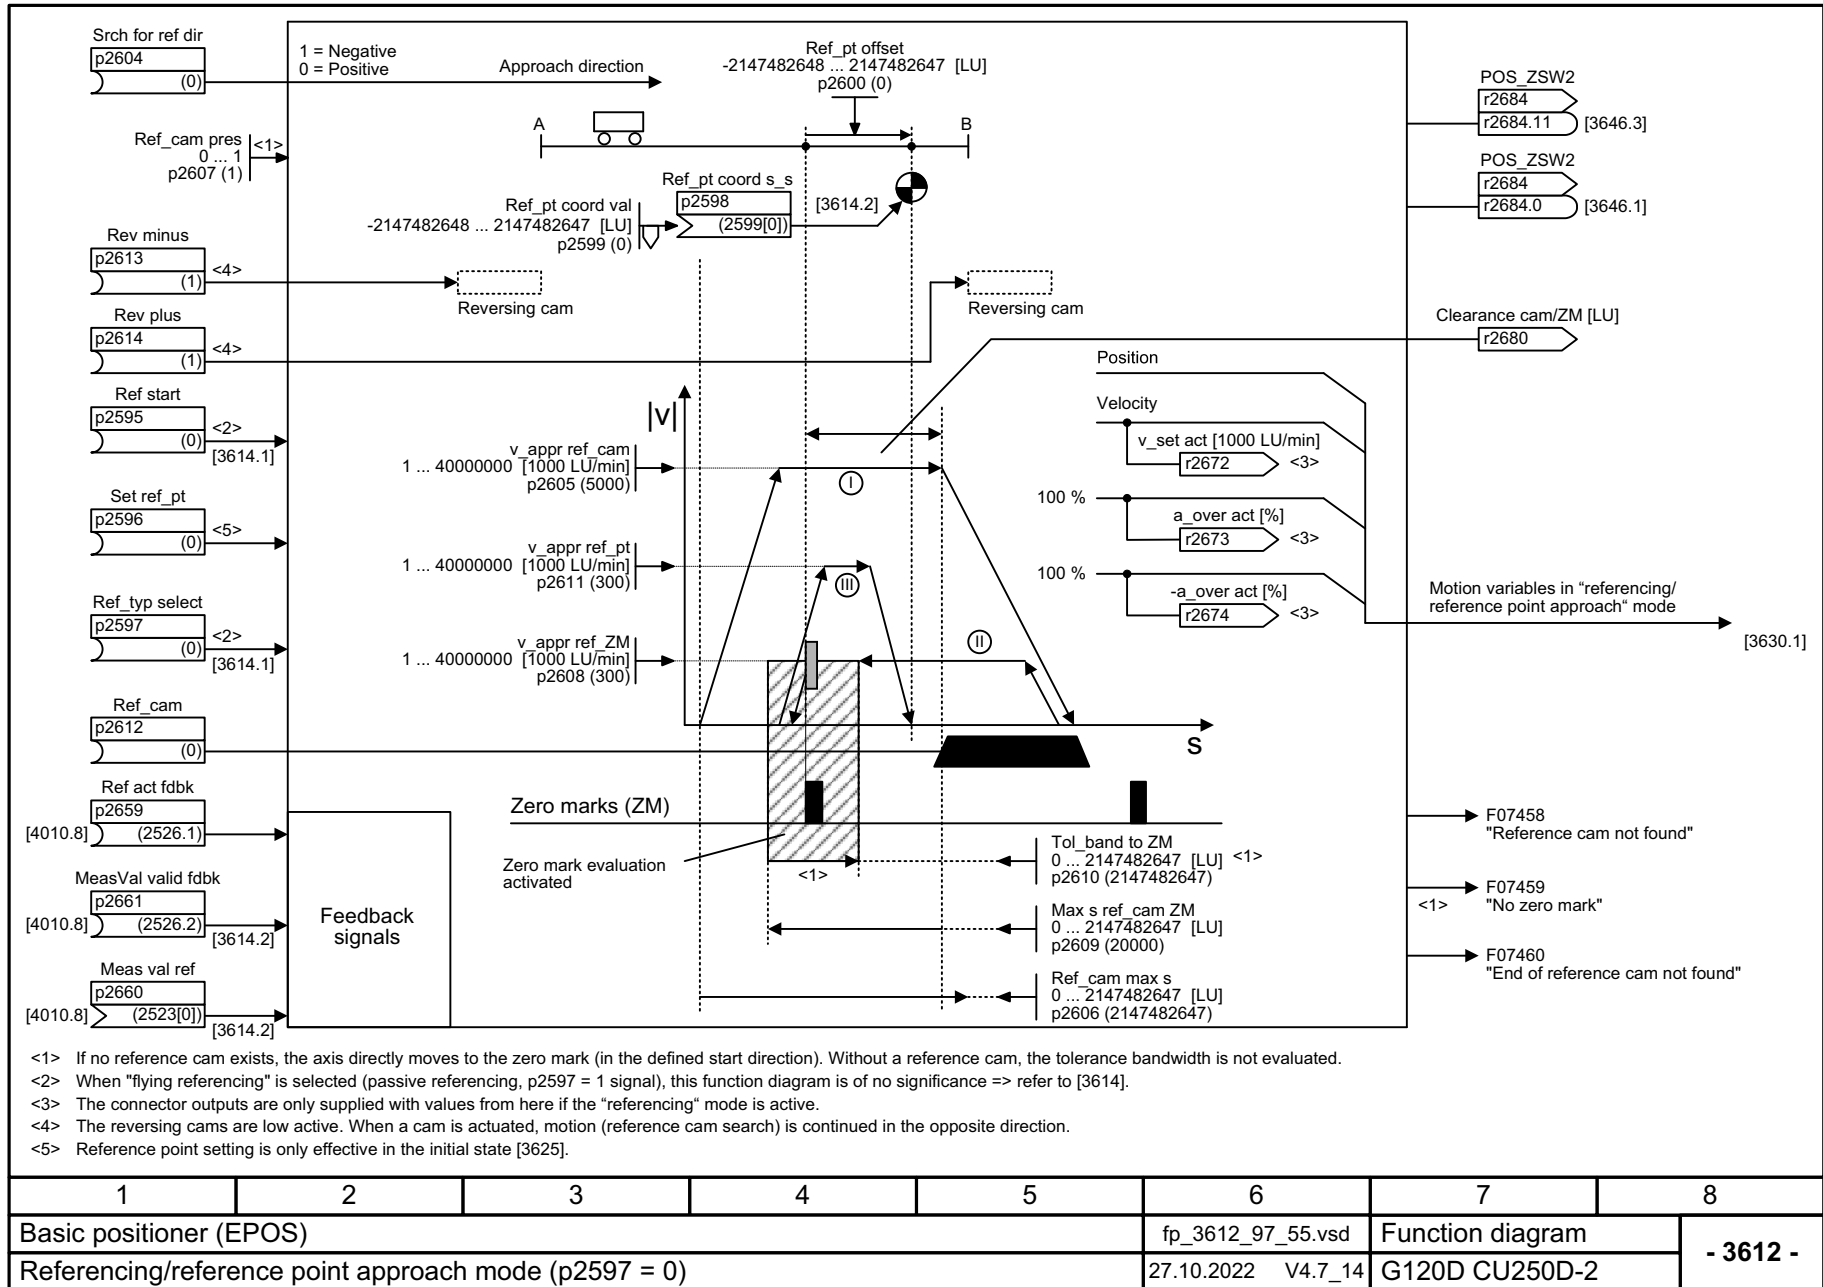 Srch for ref dir
p2604
(0)
1 = Negative
0 = Positive
Approach direction
Ref_pt offset
-2147482648 ... 2147482647 [LU]
p2600 (0)
POS_ZSW2
r2684
r2684.11
[3646.3]
A
B
Ref_cam pres
0 ... 1
p2607 (1)
<1>
POS_ZSW2
r2684
r2684.0
[3646.1]
Ref_pt coord s_s
p2598
(2599[0])
[3614.2]
Ref_pt coord val
-2147482648 ... 2147482647 [LU]
p2599 (0)
Rev minus
p2613
(1)
<4>
Reversing cam
Reversing cam
Rev plus
p2614
(1)
<4>
Clearance cam/ZM [LU]
r2680
Ref start
p2595
(0)
<2>
[3614.1]
|v|
Position
Velocity
v_set act [1000 LU/min]
r2672
<3>
v_appr ref_cam
1 ... 40000000 [1000 LU/min]
p2605 (5000)
I
Set ref_pt
p2596
(0)
<5>
100 %
a_over act [%]
r2673
<3>
v_appr ref_pt
1 ... 40000000 [1000 LU/min]
p2611 (300)
III
100 %
-a_over act [%]
r2674
<3>
Motion variables in “referencing/
reference point approach“ mode
[3630.1]
Ref_typ select
p2597
(0)
<2>
[3614.1]
v_appr ref_ZM
1 ... 40000000 [1000 LU/min]
p2608 (300)
II
Ref_cam
p2612
(0)
s
Ref act fdbk
p2659
(2526.1)
[4010.8]
Zero marks (ZM)
Zero mark evaluation
activated
<1>
Tol_band to ZM
0 ... 2147482647 [LU]
p2610 (2147482647)
<1>
F07458
"Reference cam not found"
MeasVal valid fdbk
p2661
(2526.2)
[4010.8]
[3614.2]
Feedback
signals
Max s ref_cam ZM
0 ... 2147482647 [LU]
p2609 (20000)
<1>
F07459
"No zero mark"
F07460
"End of reference cam not found"
Meas val ref
p2660
(2523[0])
[4010.8]
[3614.2]
Ref_cam max s
0 ... 2147482647 [LU]
p2606 (2147482647)
<1> If no reference cam exists, the axis directly moves to the zero mark (in the defined start direction). Without a reference cam, the tolerance bandwidth is not evaluated.
<2> When "flying referencing" is selected (passive referencing, p2597 = 1 signal), this function diagram is of no significance => refer to [3614].
<3> The connector outputs are only supplied with values from here if the “referencing“ mode is active.
<4> The reversing cams are low active. When a cam is actuated, motion (reference cam search) is continued in the opposite direction.
<5> Reference point setting is only effective in the initial state [3625].
1 2 3 4 5 6 7 8
Basic positioner (EPOS)
fp_3612_97_55.vsd
Function diagram
- 3612 -
Referencing/reference point approach mode (p2597 = 0)
27.10.2022 V4.7_14
G120D CU250D-2